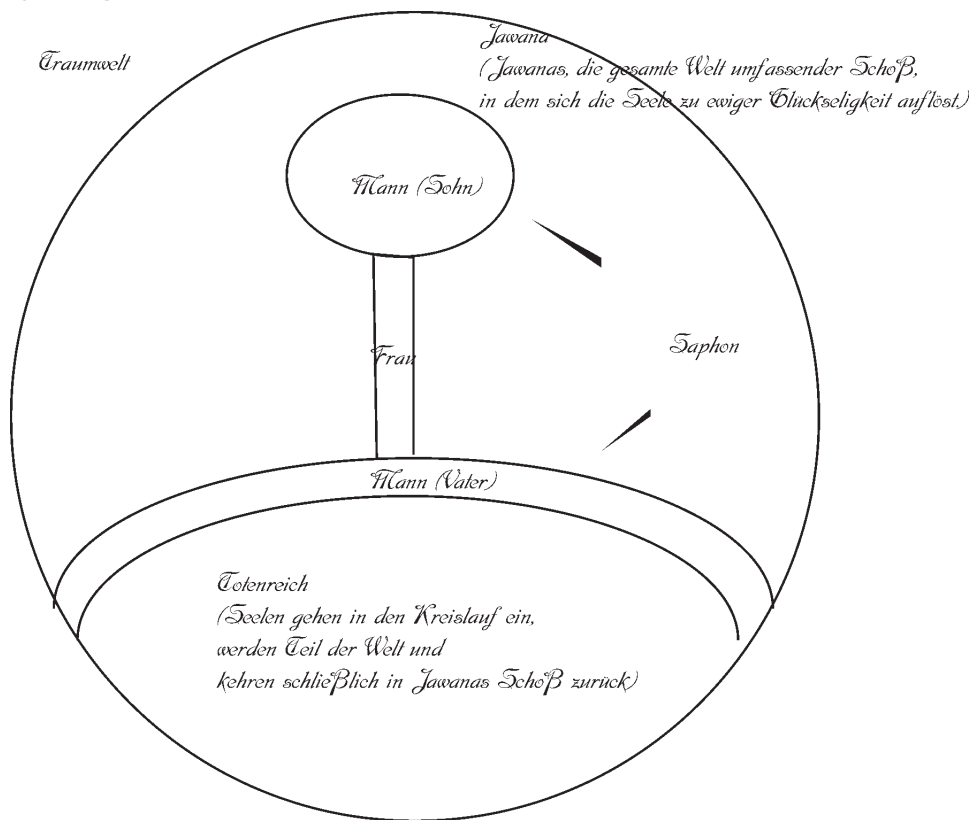 Traumwelt
Jawana
(Jawanas, die gesamte Welt umfassender Schoß,
in dem sich die Seele zu ewiger Glückseligkeit auflöst.)
Mann (Sohn)
Saphon
Frau
Mann (Vater)
Totenreich
(Seelen gehen in den Kreislauf ein,
werden Teil der Welt und
kehren schließlich in Jawanas Schoß zurück)